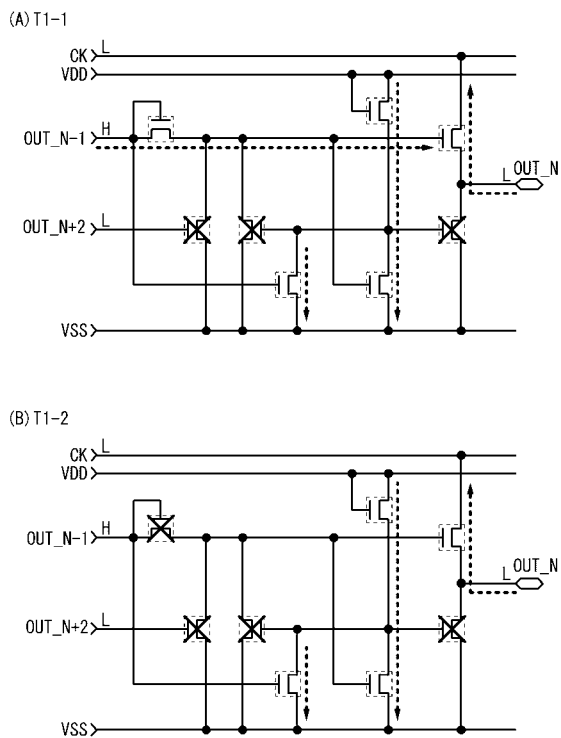 (A) T1-1
CK L
VDD
OUT_N-1 H
L OUT_N
OUT_N+2 L
VSS
(B) T1-2
CK L
VDD
OUT_N-1 H
L OUT_N
OUT_N+2 L
VSS